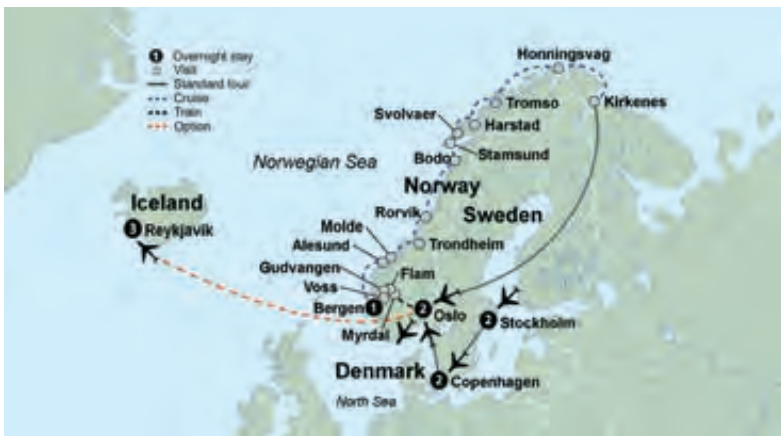 1 Overnight stay
Visit
Standard tour
Cruise
Train
Option
Honningsvag
Tromso
Kirkenes
Svolvaer
Harstad
Norwegian Sea
Bodo
Stamsund
Norway
Iceland
Sweden
3 Reykjavik
Rorvik
Molde
Alesund
Trondheim
Gudvangen
Flam
Voss
Bergen 1
2 Oslo
2 Stockholm
Myrdal
Denmark
2 Copenhagen
North Sea